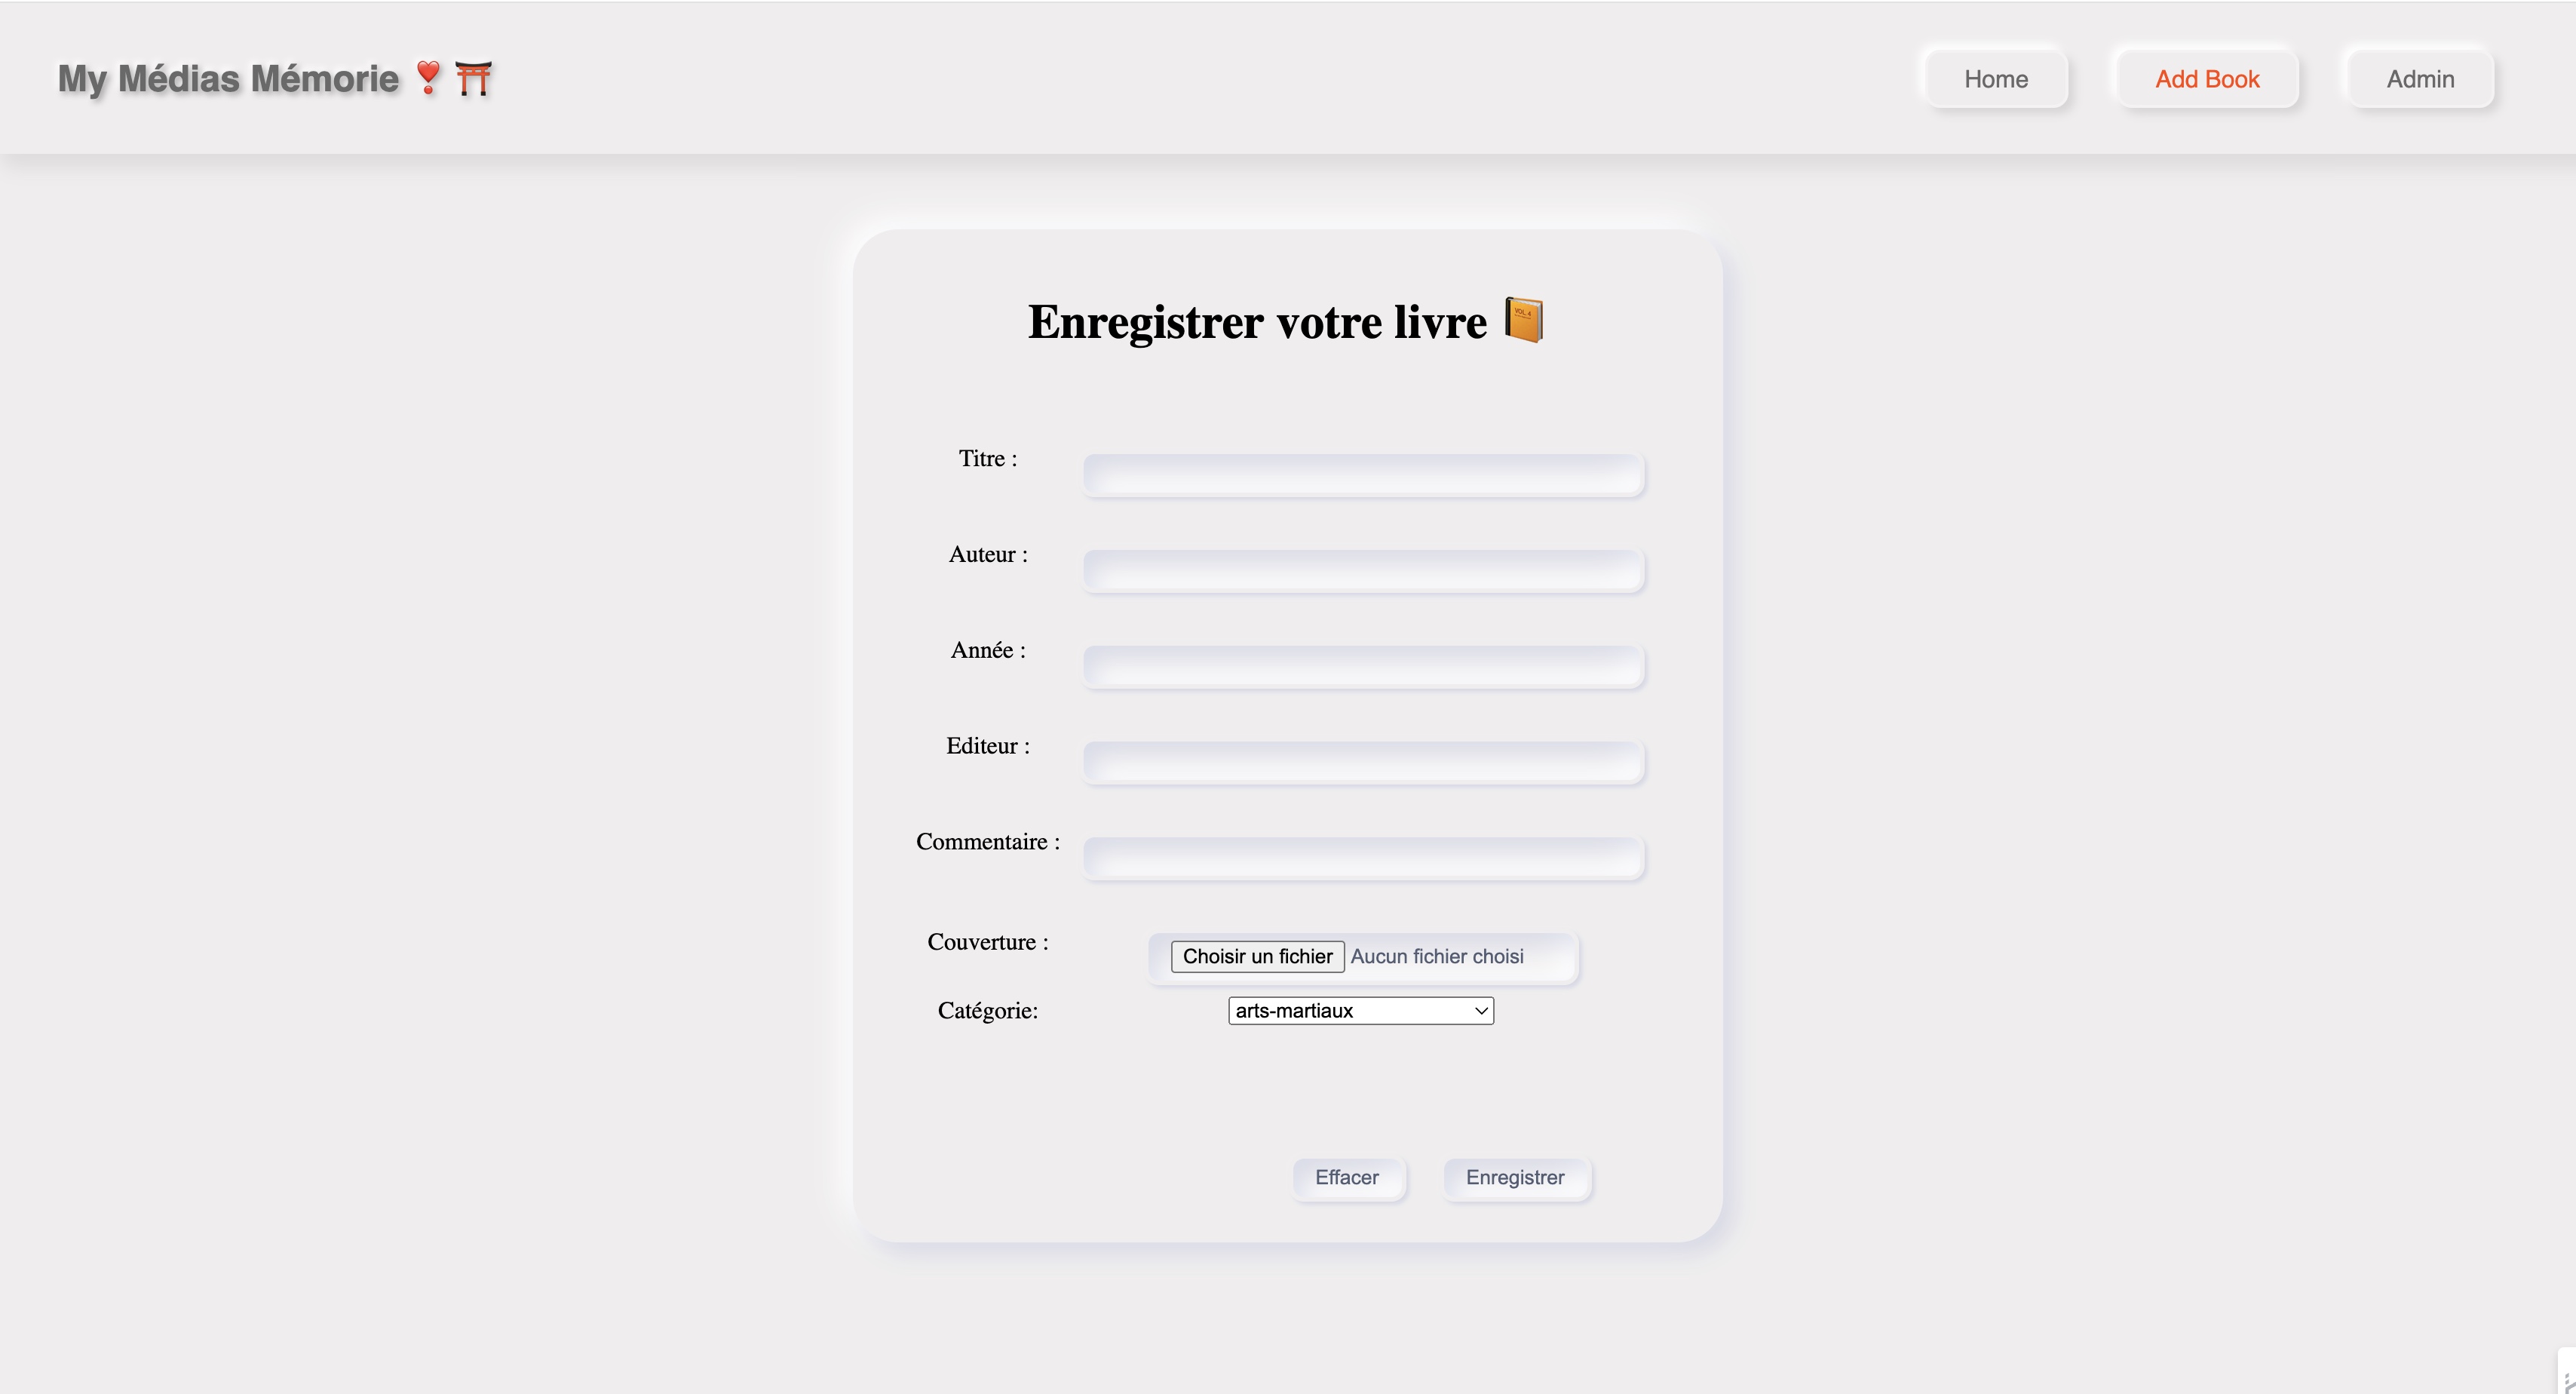 My Médias Mémorie ❣️ ⛩️
Home
Add Book
Admin
Enregistrer votre livre 📔
Titre :
Auteur :
Année :
Editeur :
Commentaire :
Couverture :
Choisir un fichier Aucun fichier choisi
Catégorie:
arts-martiaux
Effacer
Enregistrer